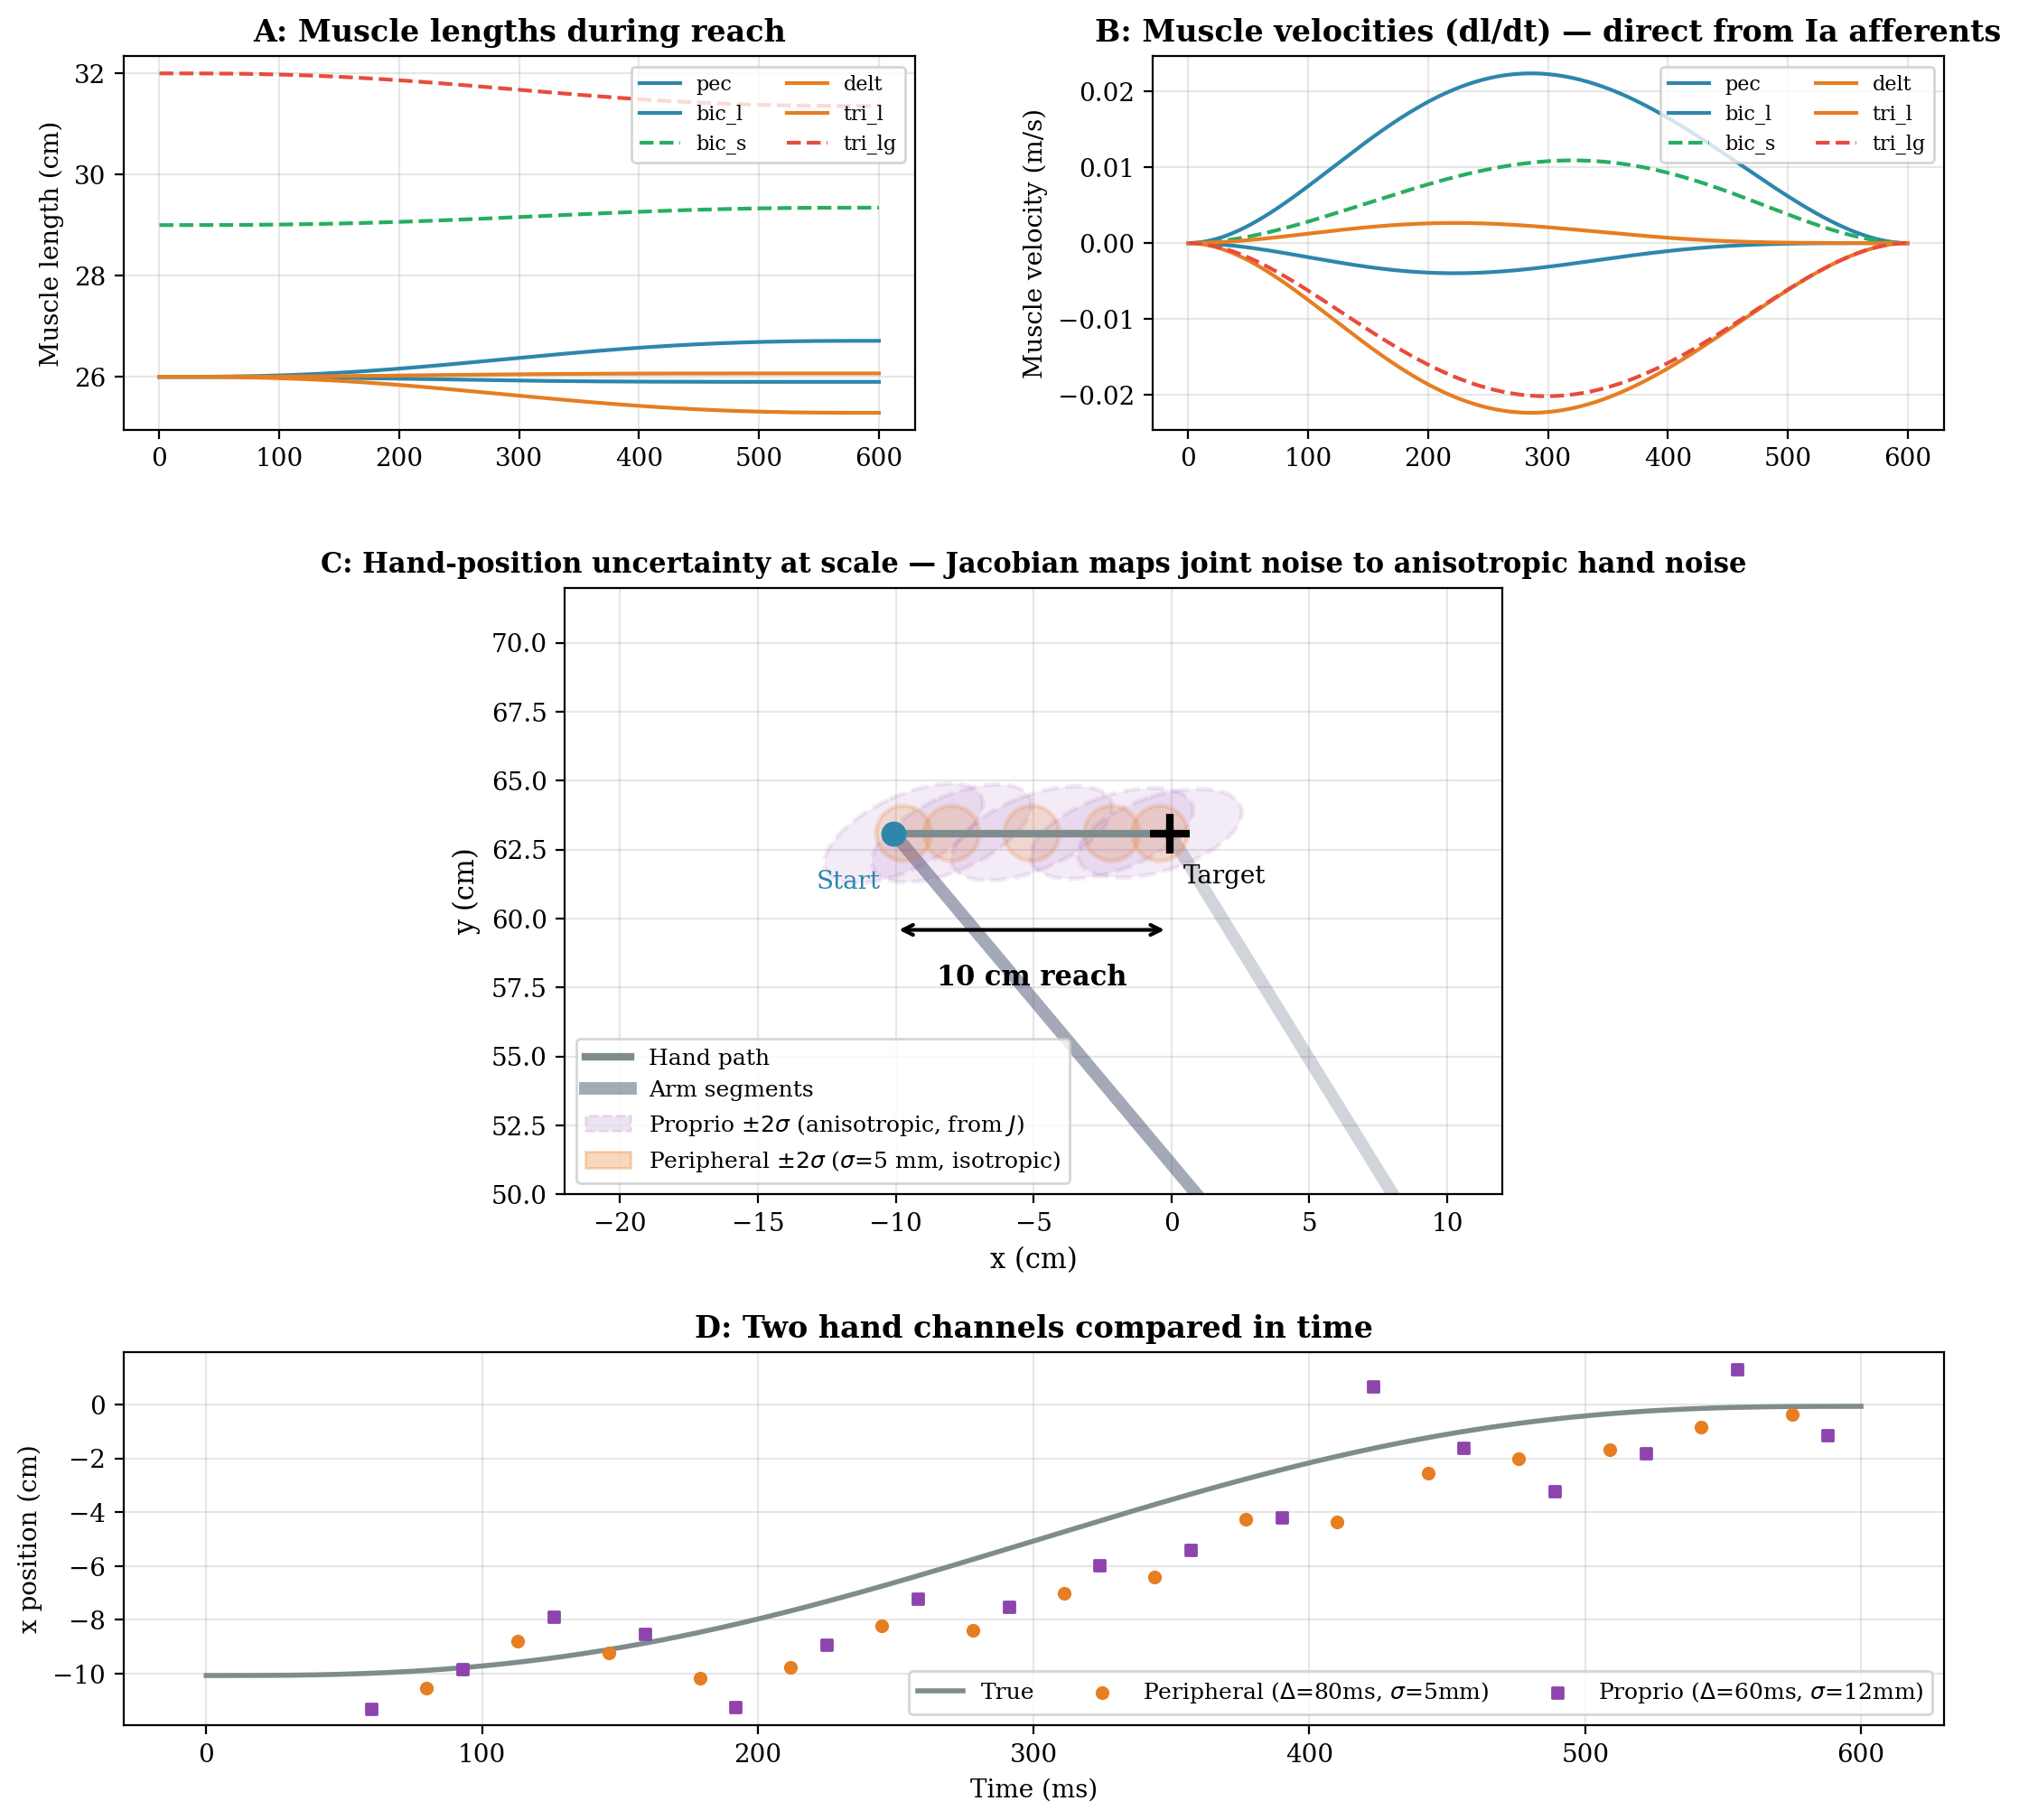 A: Muscle lengths during reach
Muscle length (cm)
32
30
28
26
pec
bic_l
bic_s
delt
tri_l
tri_lg
0 100 200 300 400 500 600
B: Muscle velocities (dl/dt) — direct from Ia afferents
Muscle velocity (m/s)
0.02
0.01
0.00
−0.01
−0.02
pec
bic_l
bic_s
delt
tri_l
tri_lg
0 100 200 300 400 500 600
C: Hand-position uncertainty at scale — Jacobian maps joint noise to anisotropic hand noise
y (cm)
70.0
67.5
65.0
62.5
60.0
57.5
55.0
52.5
50.0
Start
Target
10 cm reach
Hand path
Arm segments
Proprio ±2σ (anisotropic, from J)
Peripheral ±2σ (σ=5 mm, isotropic)
−20 −15 −10 −5 0 5 10
x (cm)
D: Two hand channels compared in time
x position (cm)
0
−2
−4
−6
−8
−10
True
Peripheral (Δ=80ms, σ=5mm)
Proprio (Δ=60ms, σ=12mm)
0 100 200 300 400 500 600
Time (ms)